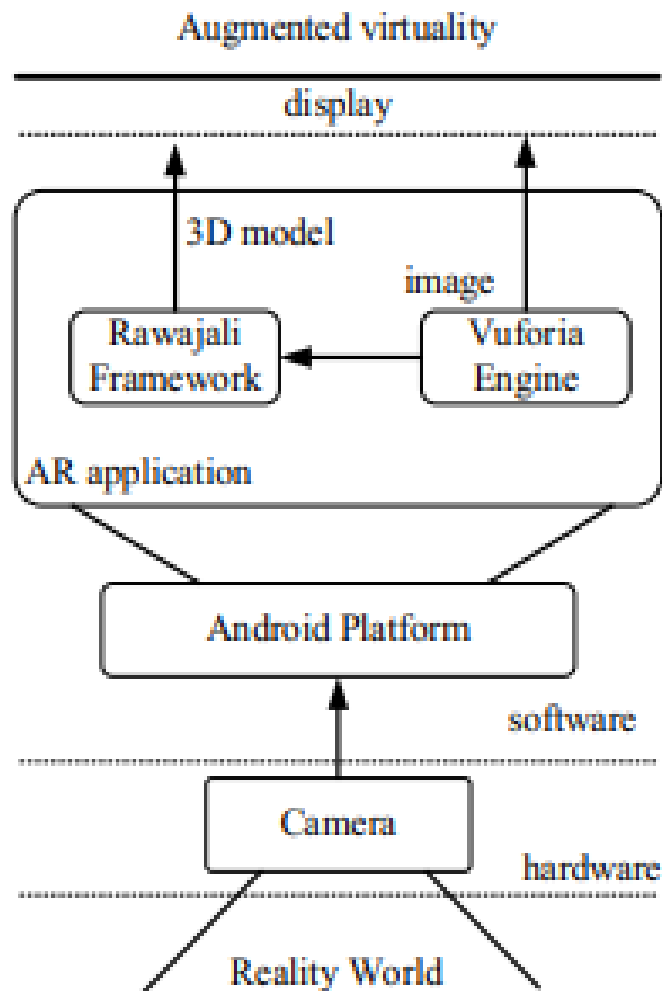 Augmented virtuality
display
3D model
image
Rawajali
Framework
Vuforia
Engine
AR application
Android Platform
software
Camera
hardware
Reality World